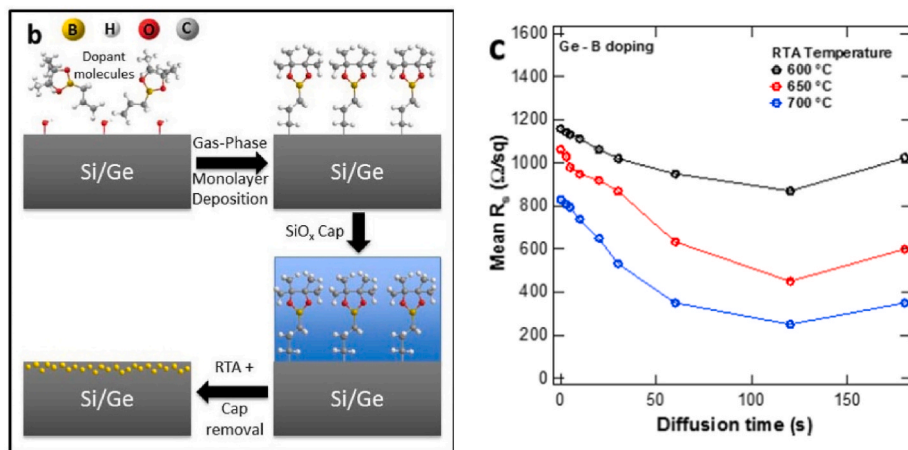 b
B H O C
Dopant
molecules
Si/Ge
Gas-Phase
Monolayer
Deposition
Si/Ge
SiOₓ Cap
Si/Ge
RTA +
Cap
removal
Si/Ge
c
Ge - B doping
RTA Temperature
600 °C
650 °C
700 °C
Mean Rₛ (Ω/sq)
1600
1400
1200
1000
800
600
400
200
0
0 50 100 150
Diffusion time (s)